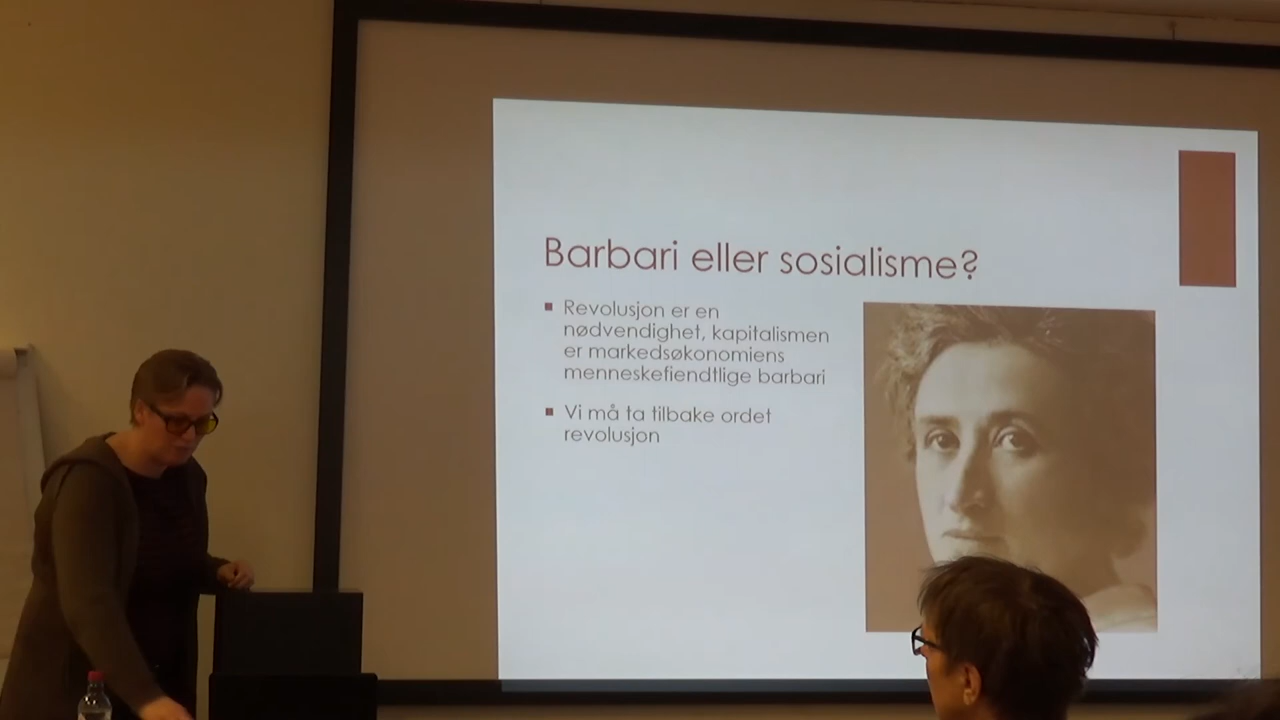 Barbari eller sosialisme?
Revolusjon er en
nødvendighet, kapitalismen
er markedsøkonomiens
menneskefiendtlige barbari
Vi må ta tilbake ordet
revolusjon